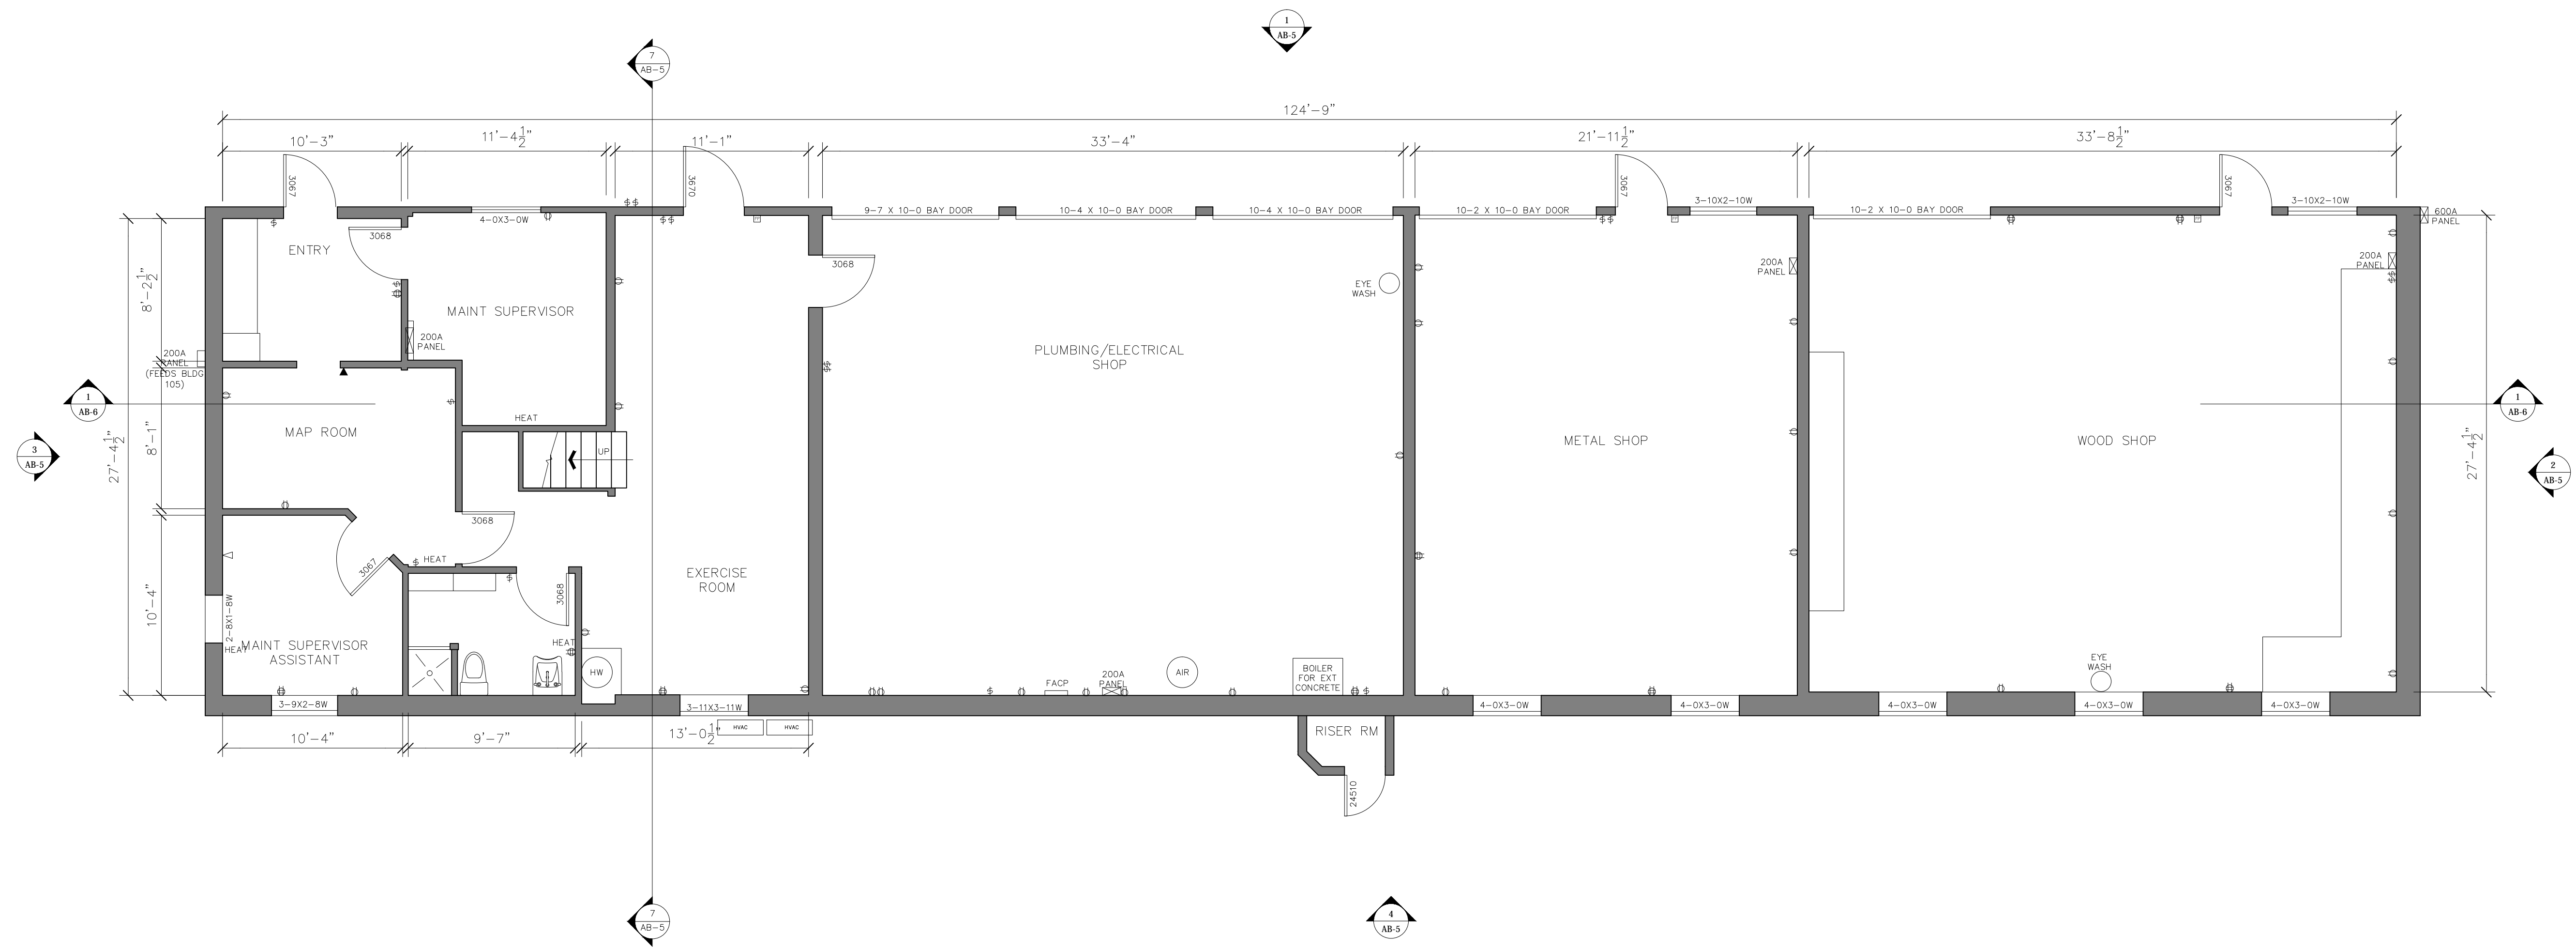 1
AB-5
7
AB-5
124'-9"
10'-3"
11'-4 1/2"
11'-1"
33'-4"
21'-11 1/2"
33'-8 1/2"
3067
3670
3067
3067
4-0X3-0W
9-7 X 10-0 BAY DOOR
10-4 X 10-0 BAY DOOR
10-4 X 10-0 BAY DOOR
10-2 X 10-0 BAY DOOR
3-10X2-10W
10-2 X 10-0 BAY DOOR
3-10X2-10W
600A
PANEL
3068
ENTRY
3068
200A
PANEL
200A
PANEL
8'-2 1/2"
EYE
WASH
MAINT SUPERVISOR
200A
PANEL
200A
PANEL
(FEEDS BLDG
105)
PLUMBING/ELECTRICAL
SHOP
1
AB-6
1
AB-6
HEAT
MAP ROOM
8'-1"
27'-4 1/2"
METAL SHOP
WOOD SHOP
27'-4 1/2"
UP
3
AB-5
2
AB-5
3068
HEAT
3067
EXERCISE
ROOM
3068
10'-4"
2-8X1-8W
HEAT
MAINT SUPERVISOR
ASSISTANT
HEAT
HW
AIR
BOILER
FOR EXT
CONCRETE
EYE
WASH
FACP
200A
PANEL
3-9X2-8W
3-11X3-11W
4-0X3-0W
4-0X3-0W
4-0X3-0W
4-0X3-0W
4-0X3-0W
HVAC
HVAC
RISER RM
10'-4"
9'-7"
13'-0 1/2"
24510
7
AB-5
4
AB-5